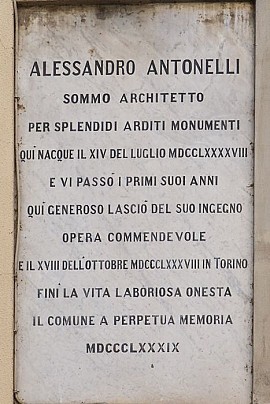 ALESSANDRO ANTONELLI
SOMMO ARCHITETTO
PER SPLENDIDI ARDITI MONUMENTI
QUI NACQUE IL XIV DEL LUGLIO MDCCLXXXXVIII
E VI PASSÒ I PRIMI SUOI ANNI
QUI GENEROSO LASCIÒ DEL SUO INGEGNO
OPERA COMMENDEVOLE
E IL XVIII DELL'OTTOBRE MDCCCLXXXVIII IN TORINO
FINÌ LA VITA LABORIOSA ONESTA
IL COMUNE A PERPETUA MEMORIA
MDCCCLXXXIX